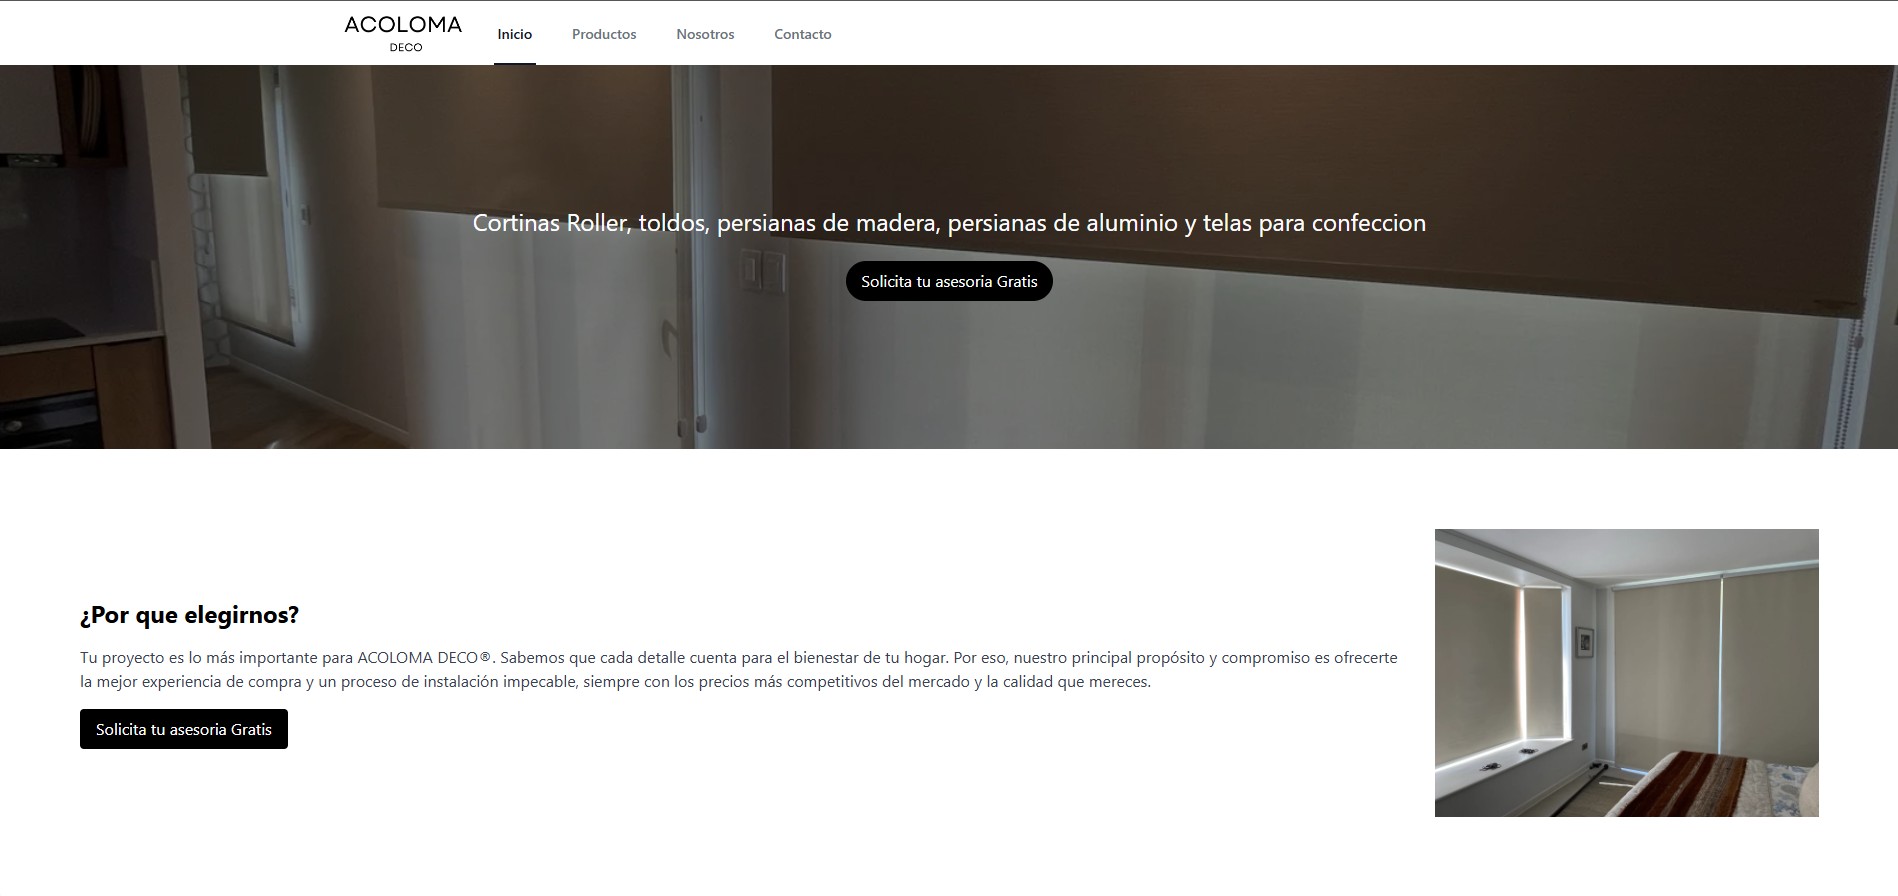 ACOLOMA
DECO
Inicio
Productos
Nosotros
Contacto
Cortinas Roller, toldos, persianas de madera, persianas de aluminio y telas para confeccion
Solicita tu asesoria Gratis
¿Por que elegirnos?
Tu proyecto es lo más importante para ACOLOMA DECO®. Sabemos que cada detalle cuenta para el bienestar de tu hogar. Por eso, nuestro principal propósito y compromiso es ofrecerte
la mejor experiencia de compra y un proceso de instalación impecable, siempre con los precios más competitivos del mercado y la calidad que mereces.
Solicita tu asesoria Gratis